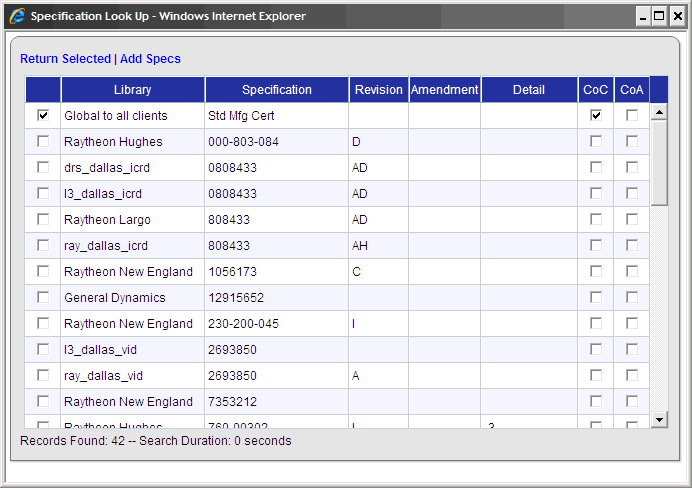 Specification Look Up - Windows Internet Explorer
Return Selected | Add Specs
Library Specification Revision Amendment Detail CoC CoA
Global to all clients Std Mfg Cert
Raytheon Hughes 000-803-084 D
drs_dallas_icrd 0808433 AD
l3_dallas_icrd 0808433 AD
Raytheon Largo 808433 AD
ray_dallas_icrd 808433 AH
Raytheon New England 1056173 C
General Dynamics 12915652
Raytheon New England 230-200-045 I
l3_dallas_vid 2693850
ray_dallas_vid 2693850 A
Raytheon New England 7353212
Raytheon Hughes 760-00302
Records Found: 42 -- Search Duration: 0 seconds